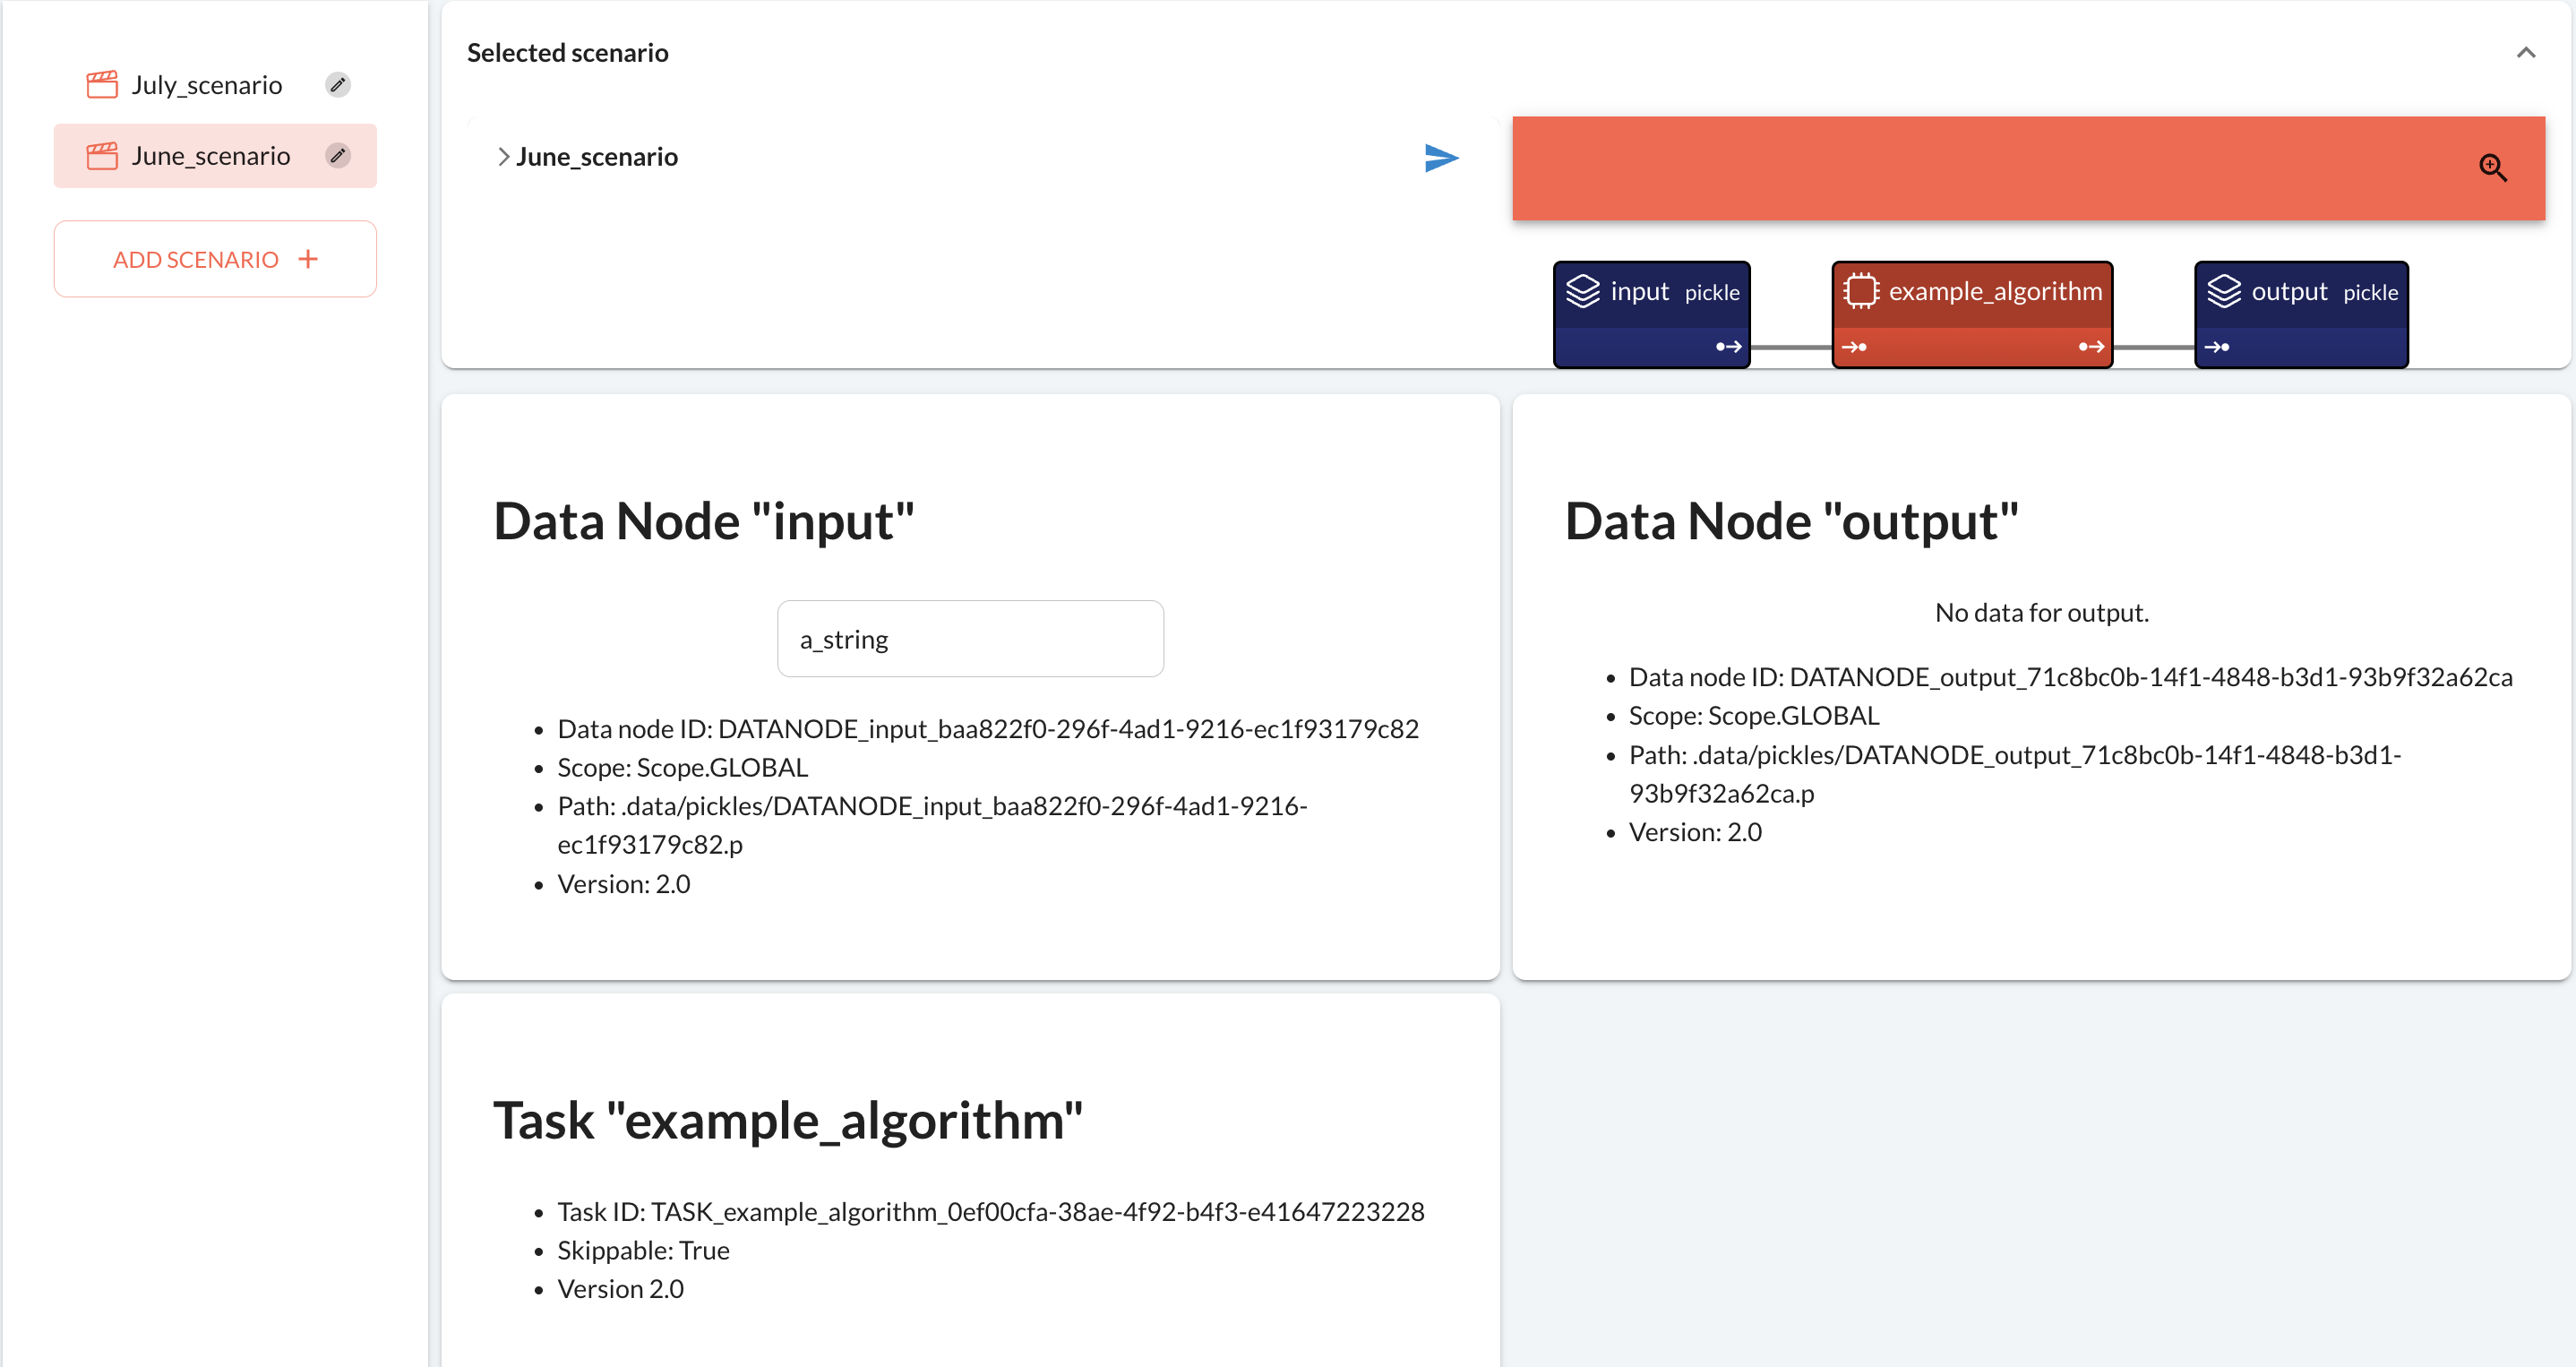 July_scenario
June_scenario
ADD SCENARIO +
Selected scenario
June_scenario
input pickle
example_algorithm
output pickle
Data Node "input"
a_string
• Data node ID: DATANODE_input_baa822f0-296f-4ad1-9216-ec1f93179c82
• Scope: Scope.GLOBAL
• Path: .data/pickles/DATANODE_input_baa822f0-296f-4ad1-9216-
ec1f93179c82.p
• Version: 2.0
Data Node "output"
No data for output.
• Data node ID: DATANODE_output_71c8bc0b-14f1-4848-b3d1-93b9f32a62ca
• Scope: Scope.GLOBAL
• Path: .data/pickles/DATANODE_output_71c8bc0b-14f1-4848-b3d1-
93b9f32a62ca.p
• Version: 2.0
Task "example_algorithm"
• Task ID: TASK_example_algorithm_0ef00cfa-38ae-4f92-b4f3-e41647223228
• Skippable: True
• Version 2.0